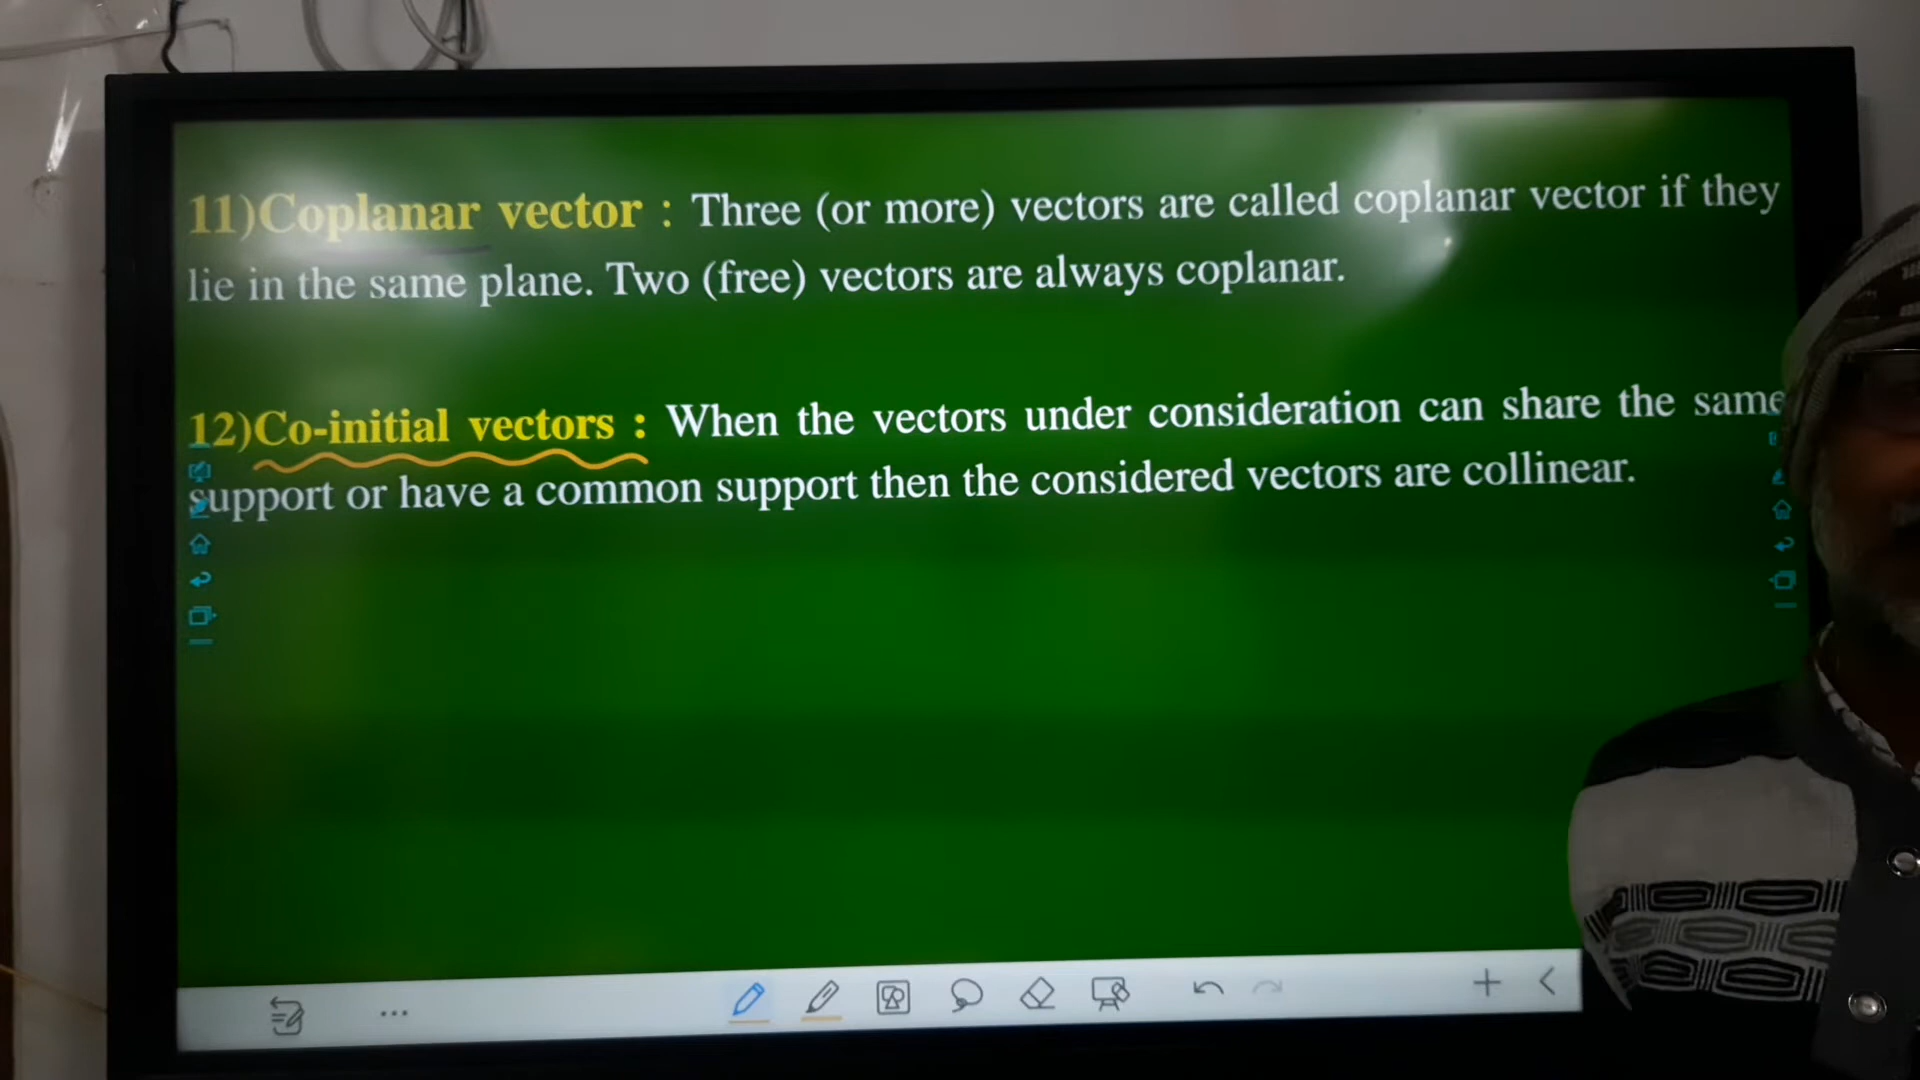 11)Coplanar vector : Three (or more) vectors are called coplanar vector if they
lie in the same plane. Two (free) vectors are always coplanar.
12)Co-initial vectors : When the vectors under consideration can share the same
support or have a common support then the considered vectors are collinear.